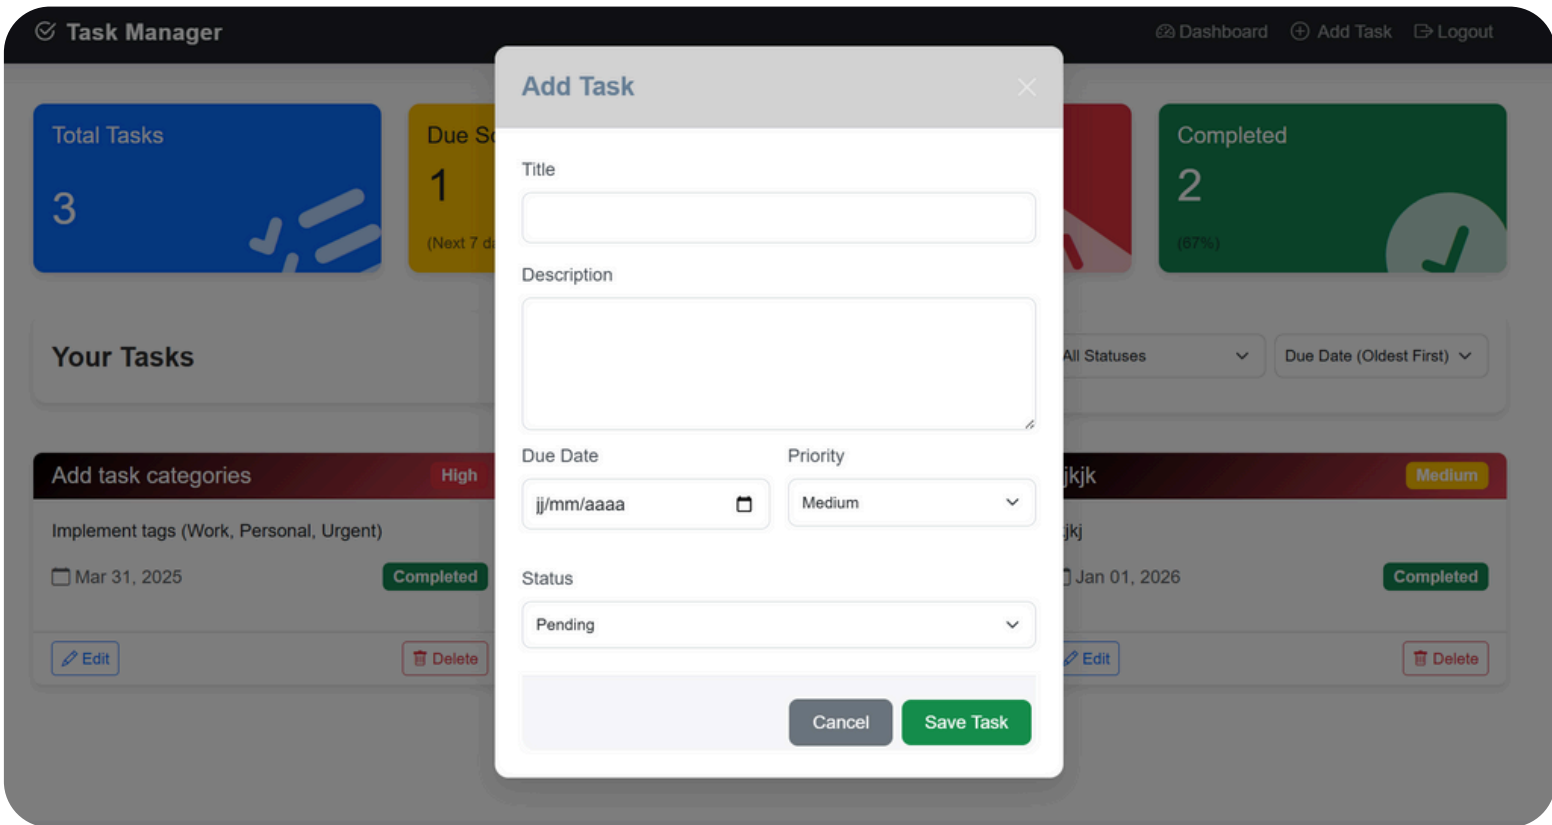 Task Manager
Dashboard
Add Task
Logout
Total Tasks
3
Due
1
(Next 7
Completed
2
(67%)
Your Tasks
All Statuses
Due Date (Oldest First)
Add task categories
High
Implement tags (Work, Personal, Urgent)
Mar 31, 2025
Completed
Edit
Delete
Add Task
Title
Description
Due Date
Priority
jj/mm/aaaa
Medium
Status
Pending
Cancel
Save Task
Medium
Jan 01, 2026
Completed
Edit
Delete